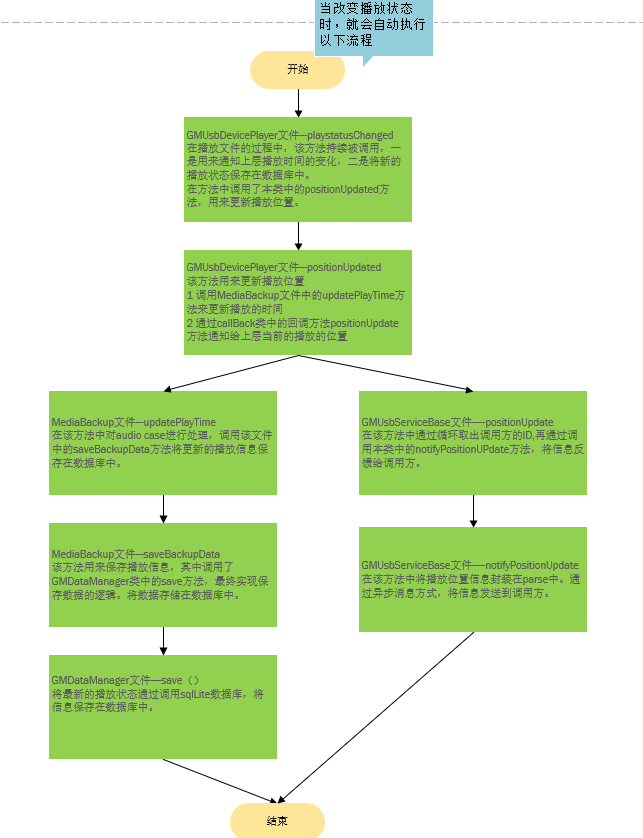 当改变播放状态
时，就会自动执行
以下流程
开始
GMUsbDevicePlayer文件—playstatusChanged
在播放文件的过程中，该方法持续被调用，一
是用来通知上层播放时间的变化，二是将新的
播放状态保存在数据库中。
在方法中调用了本类中的positionUpdated方
法，用来更新播放位置。
GMUsbDevicePlayer文件—positionUpdated
该方法用来更新播放位置
1 调用MediaBackup文件中的updatePlayTime方
法来更新播放的时间
2 通过callBack类中的回调方法positionUpdate
方法通知给上层当前的播放的位置
MediaBackup文件—updatePlayTime
在该方法中对audio case进行处理，调用该文件
中的saveBackupData方法将更新的播放信息保
存在数据库中。
MediaBackup文件—saveBackupData
该方法用来保存播放信息，其中调用了
GMDataManager类中的save方法，最终实现保
存数据的逻辑。将数据存储在数据库中。
GMDataManager文件—save（）
将最新的播放状态通过调用sqlLite数据库，将
信息保存在数据库中。
GMUsbServiceBase文件—positionUpdate
在该方法中通过循环取出调用方的ID,再通过调
用本类中的notifyPositionUPdate方法，将信息反
馈给调用方。
GMUsbServiceBase文件—notifyPositionUpdate
在该方法中将播放位置信息封装在parse中。通
过异步消息方式，将信息发送到调用方。
结束